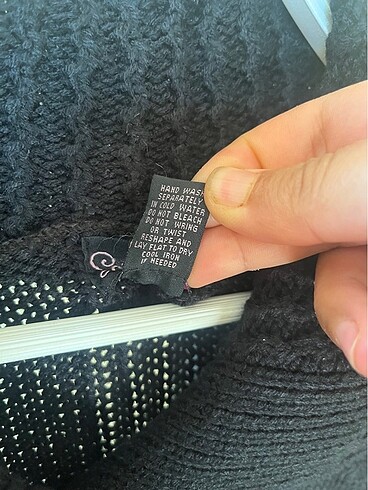 HAND WASH
SEPARATELY
IN COLD WATER
DO NOT BLEACH
DO NOT WRING
OR TWIST
RESHAPE AND
LAY FLAT TO DRY
COOL IRON
IF NEEDED